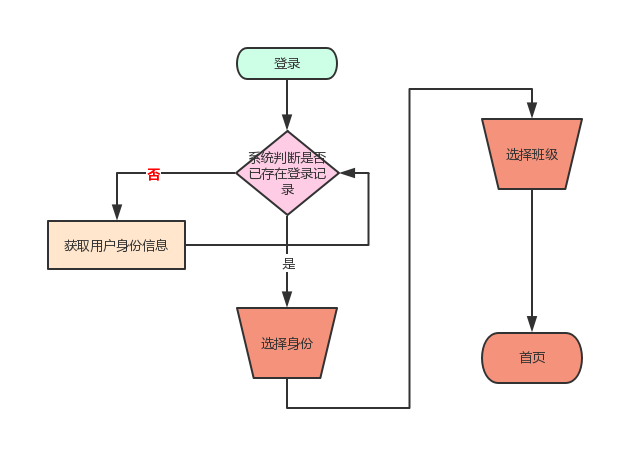 登录
系统判断是否
已存在登录记
录
否
获取用户身份信息
是
选择身份
选择班级
首页